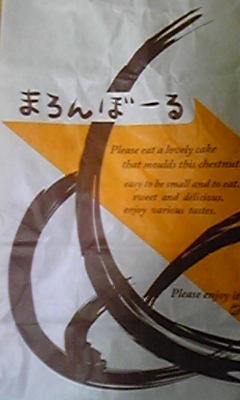 まろんぼーる
Please eat a lovely cake
that moulds this chestnut
easy to be small and to eat.
sweet and delicious.
enjoy various tastes.
Please enjoy it